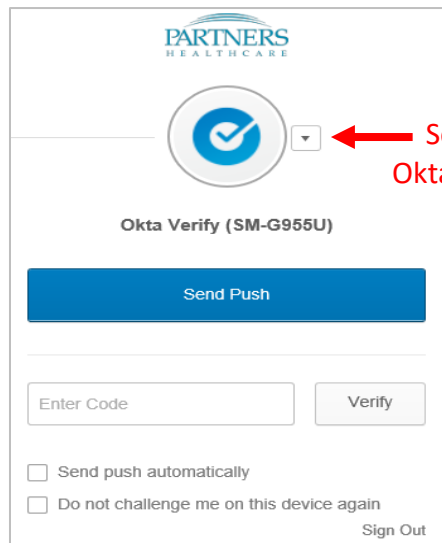 PARTNERS
HEALTHCARE
Okta Verify (SM-G955U)
Send Push
Enter Code
Verify
Send push automatically
Do not challenge me on this device again
Sign Out